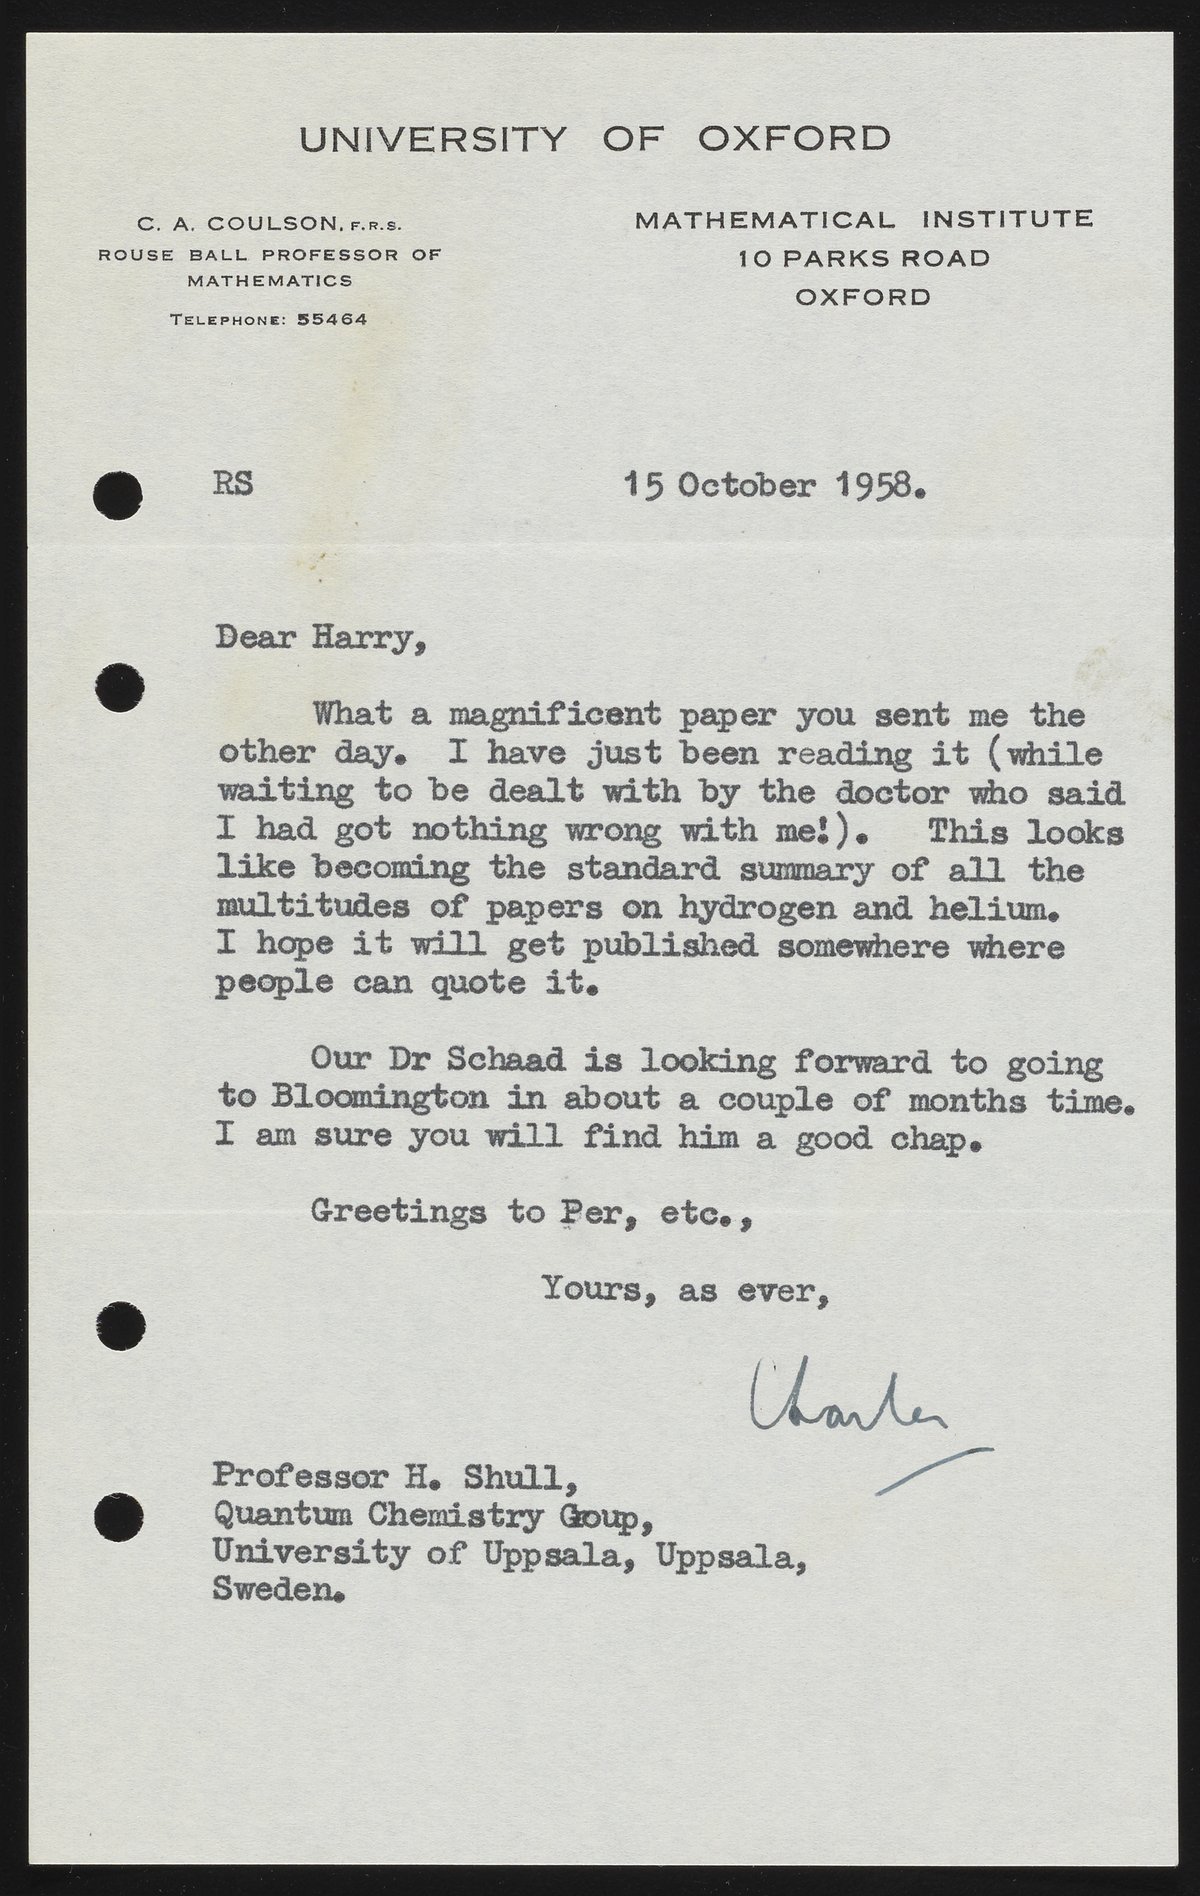 UNIVERSITY OF OXFORD
C. A. COULSON, F.R.S.
ROUSE BALL PROFESSOR OF
MATHEMATICS
TELEPHONE: 55464
MATHEMATICAL INSTITUTE
10 PARKS ROAD
OXFORD
RS
15 October 1958.
Dear Harry,
What a magnificent paper you sent me the
other day. I have just been reading it (while
waiting to be dealt with by the doctor who said
I had got nothing wrong with me!). This looks
like becoming the standard summary of all the
multitudes of papers on hydrogen and helium.
I hope it will get published somewhere where
people can quote it.
Our Dr Schaad is looking forward to going
to Bloomington in about a couple of months time.
I am sure you will find him a good chap.
Greetings to Per, etc.,
Yours, as ever,
Charles
Professor H. Shull,
Quantum Chemistry Group,
University of Uppsala, Uppsala,
Sweden.